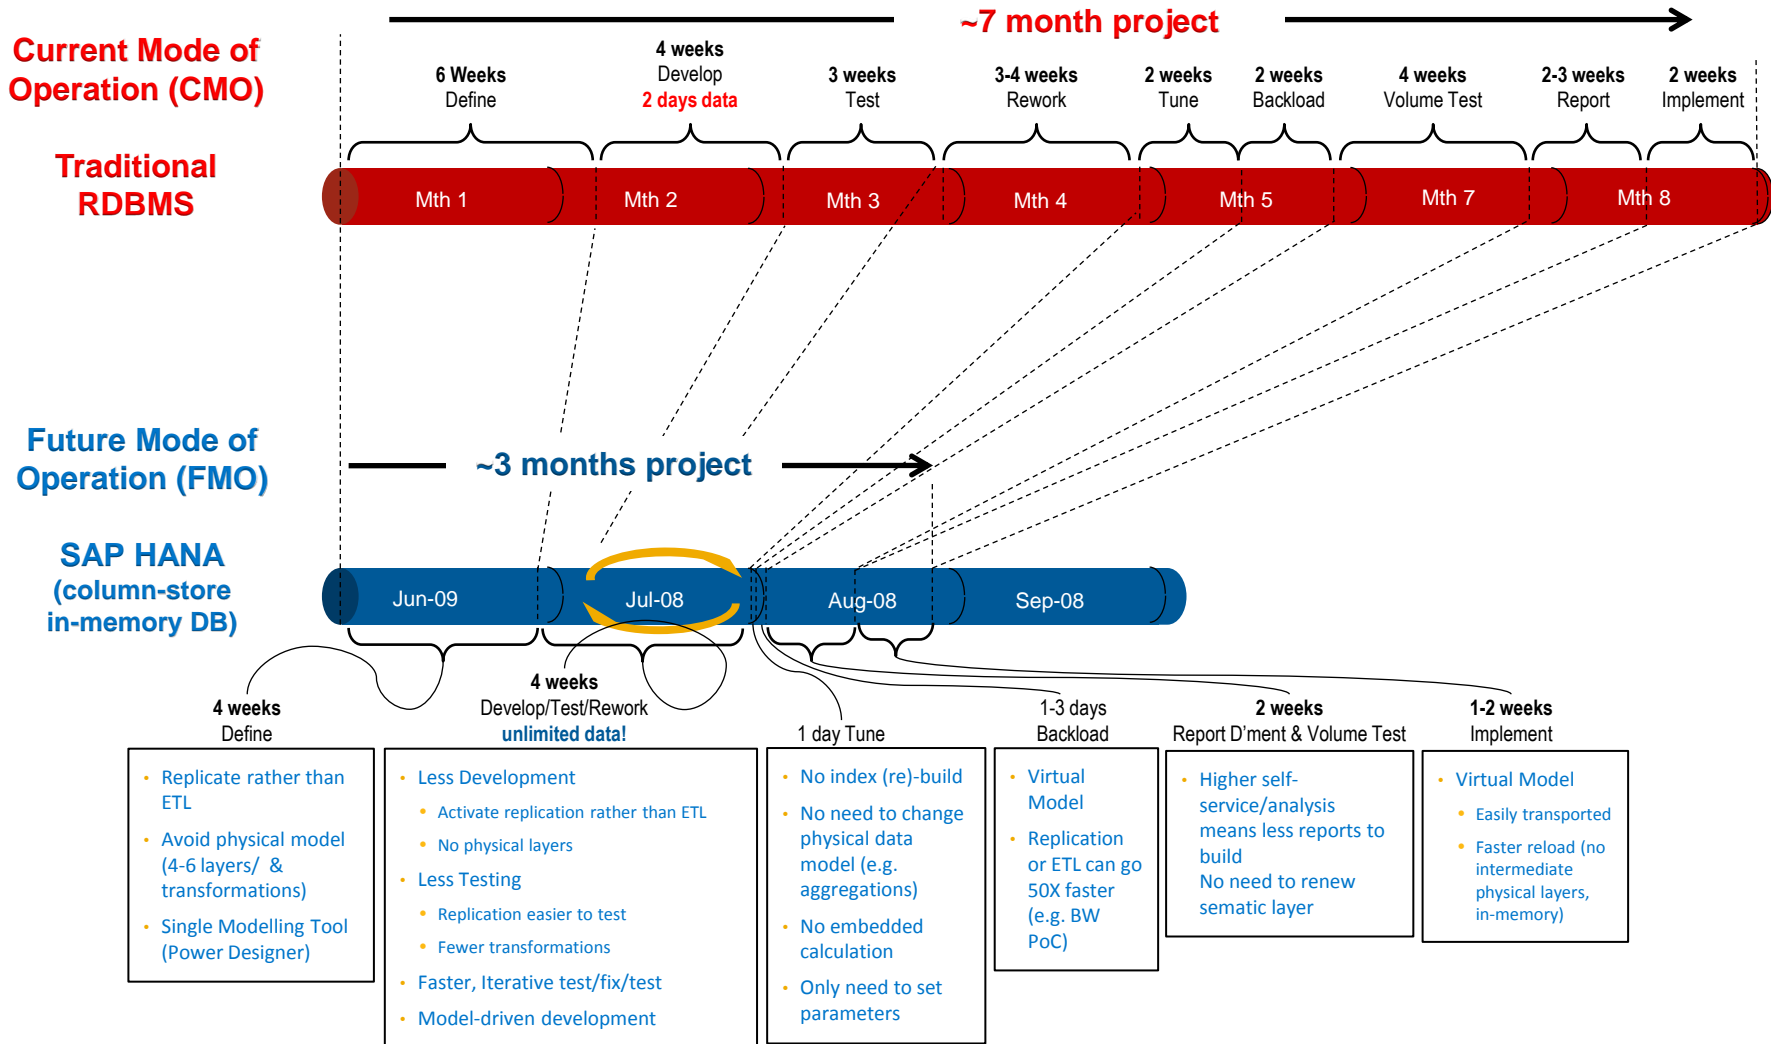 ~7 month project
Current Mode of
Operation (CMO)
6 Weeks
Define
4 weeks
Develop
2 days data
3 weeks
Test
3-4 weeks
Rework
2 weeks
Tune
2 weeks
Backload
4 weeks
Volume Test
2-3 weeks
Report
2 weeks
Implement
Traditional
RDBMS
Mth 1
Mth 2
Mth 3
Mth 4
Mth 5
Mth 7
Mth 8
Future Mode of
Operation (FMO)
~3 months project
SAP HANA
(column-store
in-memory DB)
Jun-09
Jul-08
Aug-08
Sep-08
4 weeks
Define
• Replicate rather than
ETL
• Avoid physical model
(4-6 layers/ &
transformations)
• Single Modelling Tool
(Power Designer)
4 weeks
Develop/Test/Rework
unlimited data!
• Less Development
• Activate replication rather than ETL
• No physical layers
• Less Testing
• Replication easier to test
• Fewer transformations
• Faster, Iterative test/fix/test
• Model-driven development
1 day Tune
• No index (re)-build
• No need to change
physical data
model (e.g.
aggregations)
• No embedded
calculation
• Only need to set
parameters
1-3 days
Backload
• Virtual
Model
• Replication
or ETL can go
50X faster
(e.g. BW
PoC)
2 weeks
Report D'ment & Volume Test
• Higher self-
service/analysis
means less reports to
build
No need to renew
sematic layer
1-2 weeks
Implement
• Virtual Model
• Easily transported
• Faster reload (no
intermediate
physical layers,
in-memory)